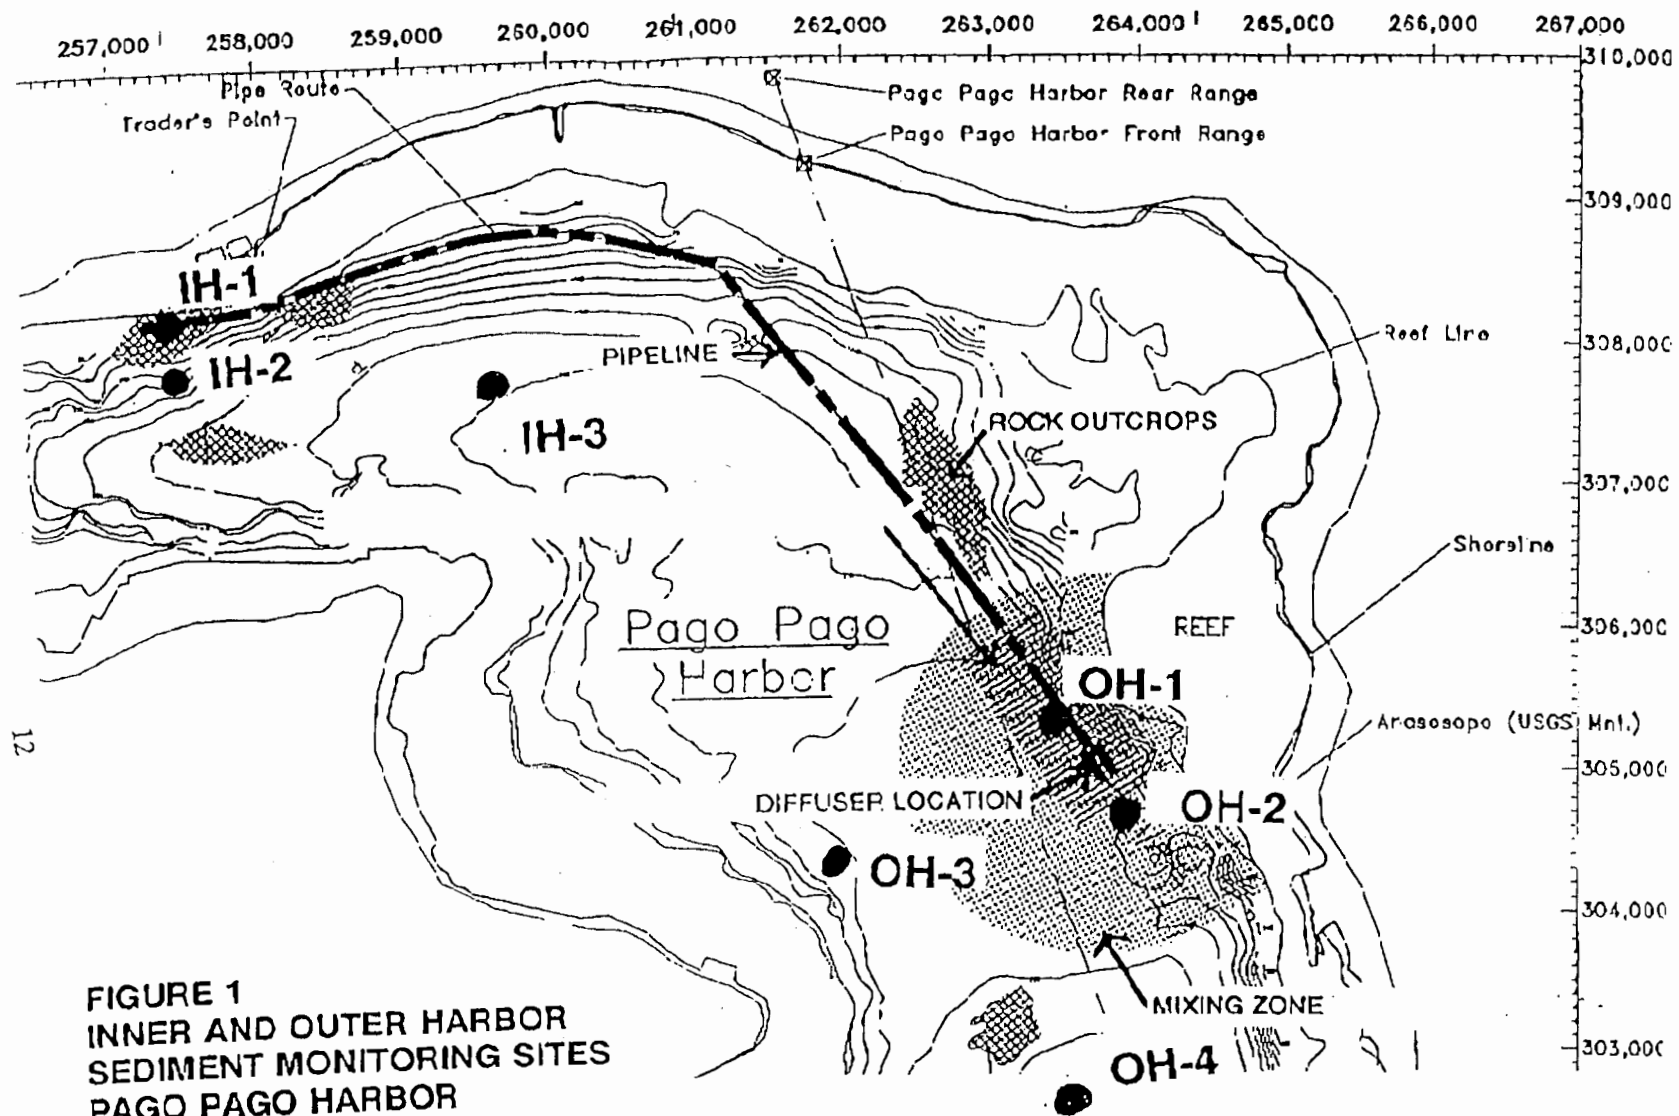 257,000 258,000 259,000 260,000 261,000 262,000 263,000 264,000 265,000 266,000 267,000
310,000
Pipe Route
Pago Pago Harbor Rear Range
Trader's Point
Pago Pago Harbor Front Range
309,000
IH-1
308,000
Reef Line
PIPELINE
IH-2
ROCK OUTCROPS
IH-3
307,000
Shoreline
Pago Pago
Harbor
REEF
306,000
OH-1
12
305,000
DIFFUSER LOCATION
OH-2
OH-3
304,000
MIXING ZONE
303,000
OH-4
FIGURE 1
INNER AND OUTER HARBOR
SEDIMENT MONITORING SITES
PAGO PAGO HARBOR